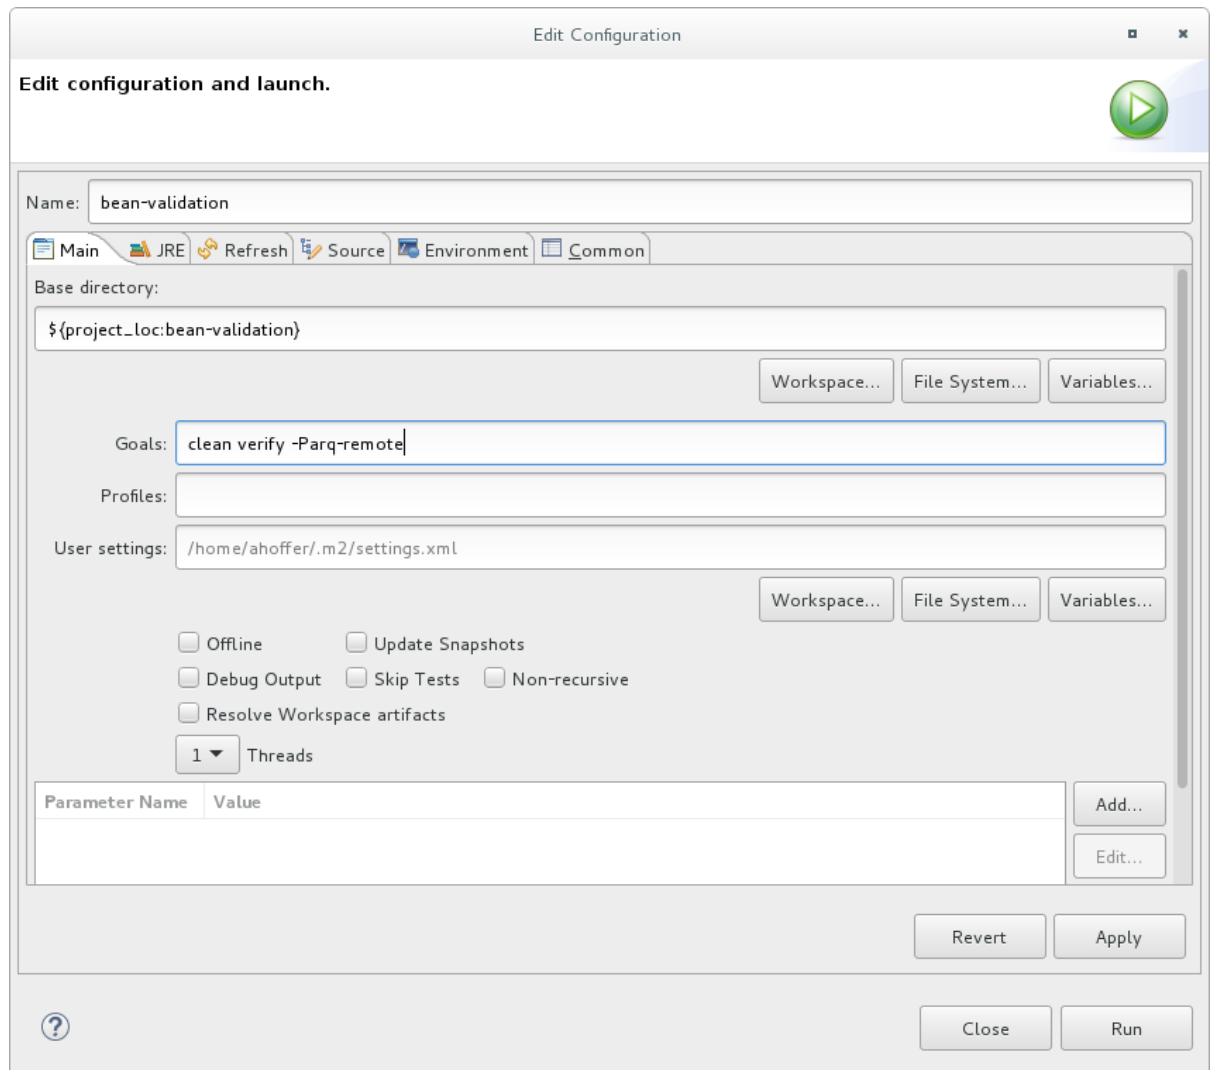 Edit Configuration
Edit configuration and launch.
Name: bean-validation
Main JRE Refresh Source Environment Common
Base directory:
${project_loc:bean-validation}
Workspace... File System... Variables...
Goals: clean verify -Parq-remote
Profiles:
User settings: /home/ahoffer/.m2/settings.xml
Workspace... File System... Variables...
Offline Update Snapshots
Debug Output Skip Tests Non-recursive
Resolve Workspace artifacts
1 Threads
Parameter Name Value Add...
Edit...
Revert Apply
? Close Run